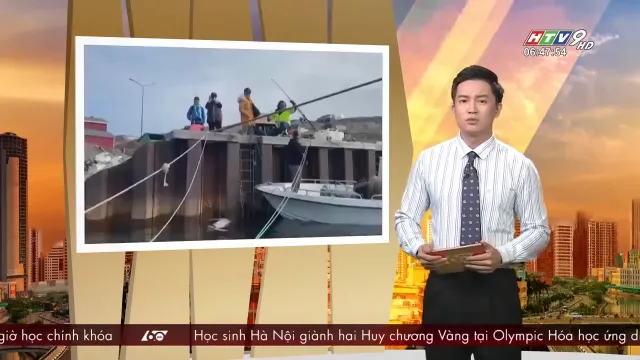 HTV9 HD
06:47:54
giờ học chính khóa 60 Học sinh Hà Nội giành hai Huy chương Vàng tại Olympic Hóa học ứng d